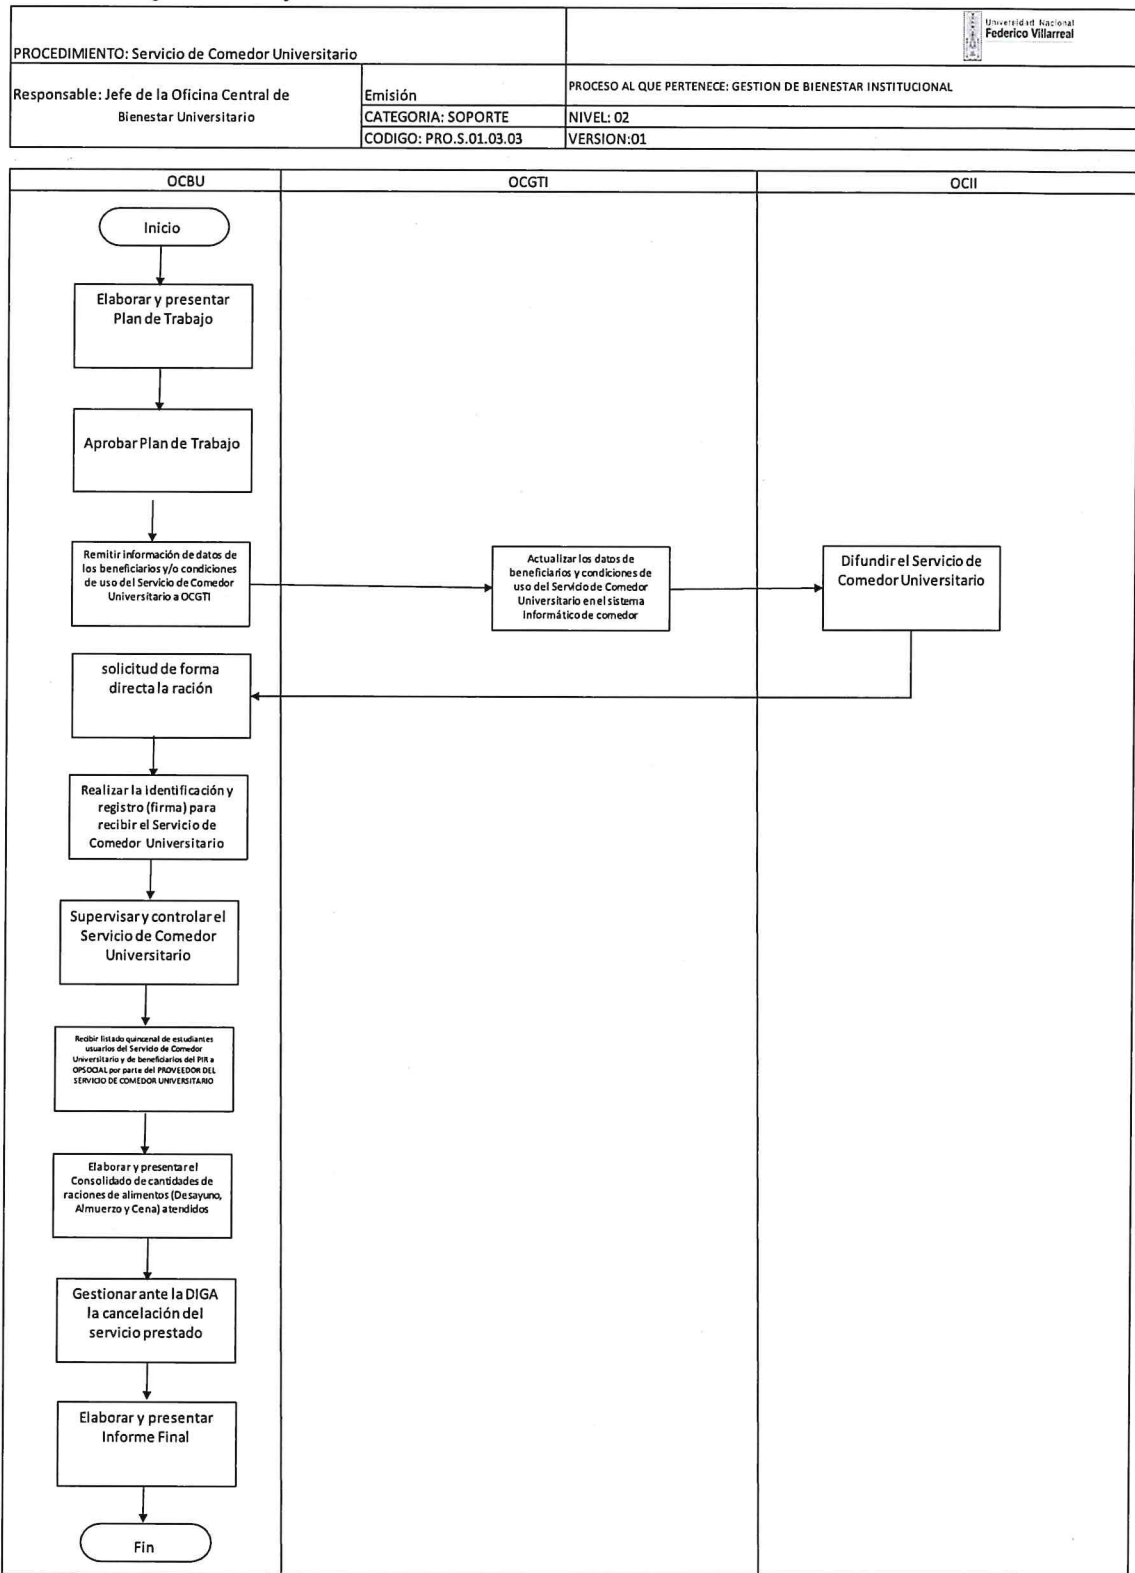 Universidad Nacional
Federico Villarreal
PROCEDIMIENTO: Servicio de Comedor Universitario
Responsable: Jefe de la Oficina Central de
Bienestar Universitario
Emisión
PROCESO AL QUE PERTENECE: GESTION DE BIENESTAR INSTITUCIONAL
CATEGORIA: SOPORTE
NIVEL: 02
CODIGO: PRO.S.01.03.03
VERSION:01
OCBU
OCGTI
OCII
Inicio
Elaborar y presentar
Plan de Trabajo
Aprobar Plan de Trabajo
Remitir información de datos de
los beneficiarios y/o condiciones
de uso del Servicio de Comedor
Universitario a OCGTI
Actualizar los datos de
beneficiarios y condiciones de
uso del Servicio de Comedor
Universitario en el sistema
Informático de comedor
Difundir el Servicio de
Comedor Universitario
solicitud de forma
directa la ración
Realizar la Identificación y
registro (firma) para
recibir el Servicio de
Comedor Universitario
Supervisar y controlar el
Servicio de Comedor
Universitario
Recibir listado quincenal de estudiantes
usuarios del Servicio de Comedor
Universitario y de beneficiarios del PIR a
OPSOCIAL por parte del PROVEEDOR DEL
SERVICIO DE COMEDOR UNIVERSITARIO
Elaborar y presentar el
Consolidado de cantidades de
raciones de alimentos (Desayuno,
Almuerzo y Cena) atendidos
Gestionar ante la DIGA
la cancelación del
servicio prestado
Elaborar y presentar
Informe Final
Fin